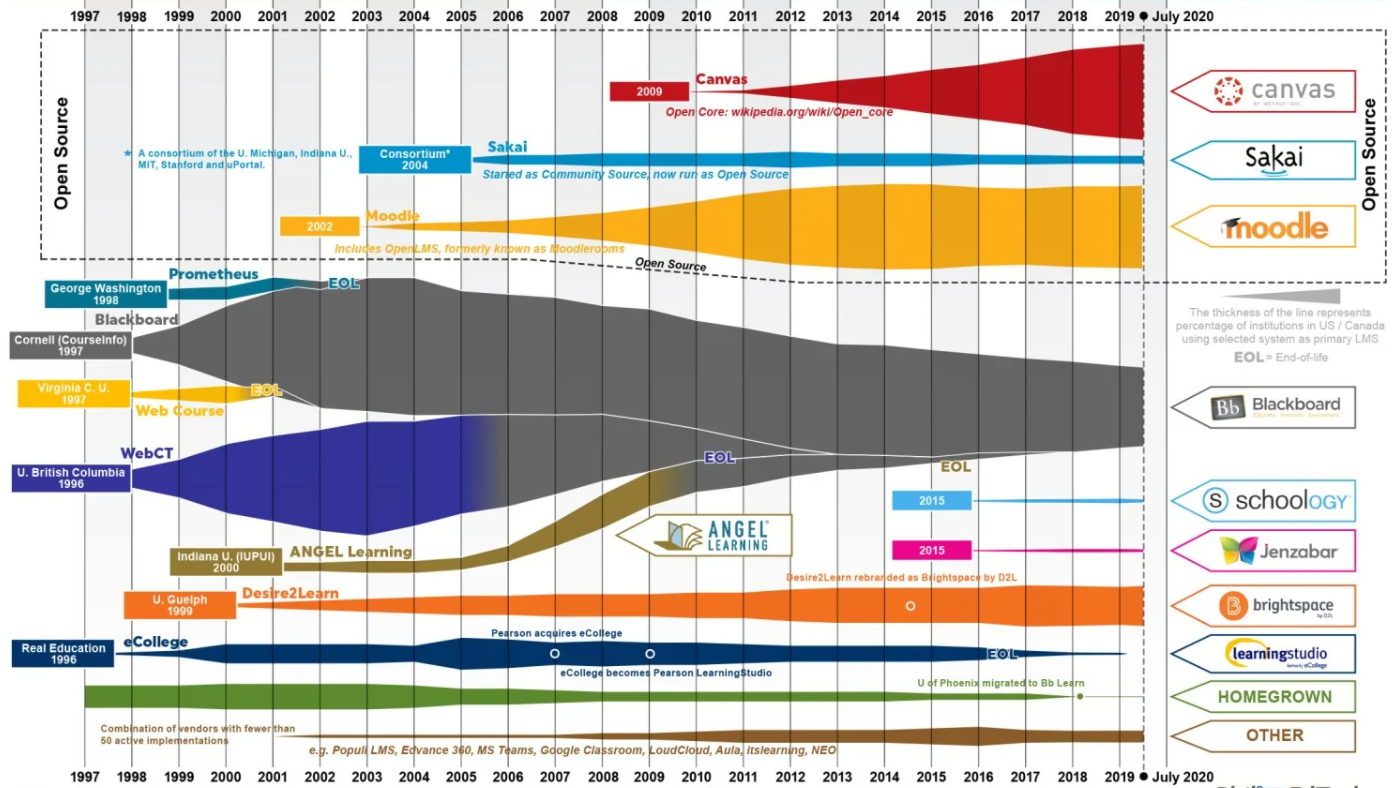 1997 1998 1999 2000 2001 2002 2003 2004 2005 2006 2007 2008 2009 2010 2011 2012 2013 2014 2015 2016 2017 2018 2019 July 2020
Open Source
Canvas
2009
Open Core: wikipedia.org/wiki/Open_core
canvas
BY INSTRUCTURE
Open Source
* A consortium of the U. Michigan, Indiana U.,
MIT, Stanford and uPortal.
Consortium*
2004
Sakai
Started as Community Source, now run as Open Source
Sakai
2002
Moodle
Includes OpenLMS, formerly known as Moodlerooms
moodle
Open Source
Prometheus
George Washington
1998
EOL
The thickness of the line represents
percentage of institutions in US / Canada
using selected system as primary LMS
EOL = End-of-life
Blackboard
Cornell (CourseInfo)
1997
Virginia C. U.
1997
EOL
Web Course
Bb Blackboard
WebCT
U. British Columbia
1996
EOL
EOL
2015
S schoology
ANGEL
LEARNING
Indiana U. (IUPUI)
2000
ANGEL Learning
2015
Jenzabar
Desire2Learn rebranded as Brightspace by D2L
U. Guelph
1999
Desire2Learn
B brightspace
by D2L
Real Education
1996
eCollege
Pearson acquires eCollege
eCollege becomes Pearson LearningStudio
EOL
learningstudio
formerly eCollege
U of Phoenix migrated to Bb Learn
HOMEGROWN
Combination of vendors with fewer than
50 active implementations
e.g. Populi LMS, Edvance 360, MS Teams, Google Classroom, LoudCloud, Aula, itslearning, NEO
OTHER
1997 1998 1999 2000 2001 2002 2003 2004 2005 2006 2007 2008 2009 2010 2011 2012 2013 2014 2015 2016 2017 2018 2019 July 2020